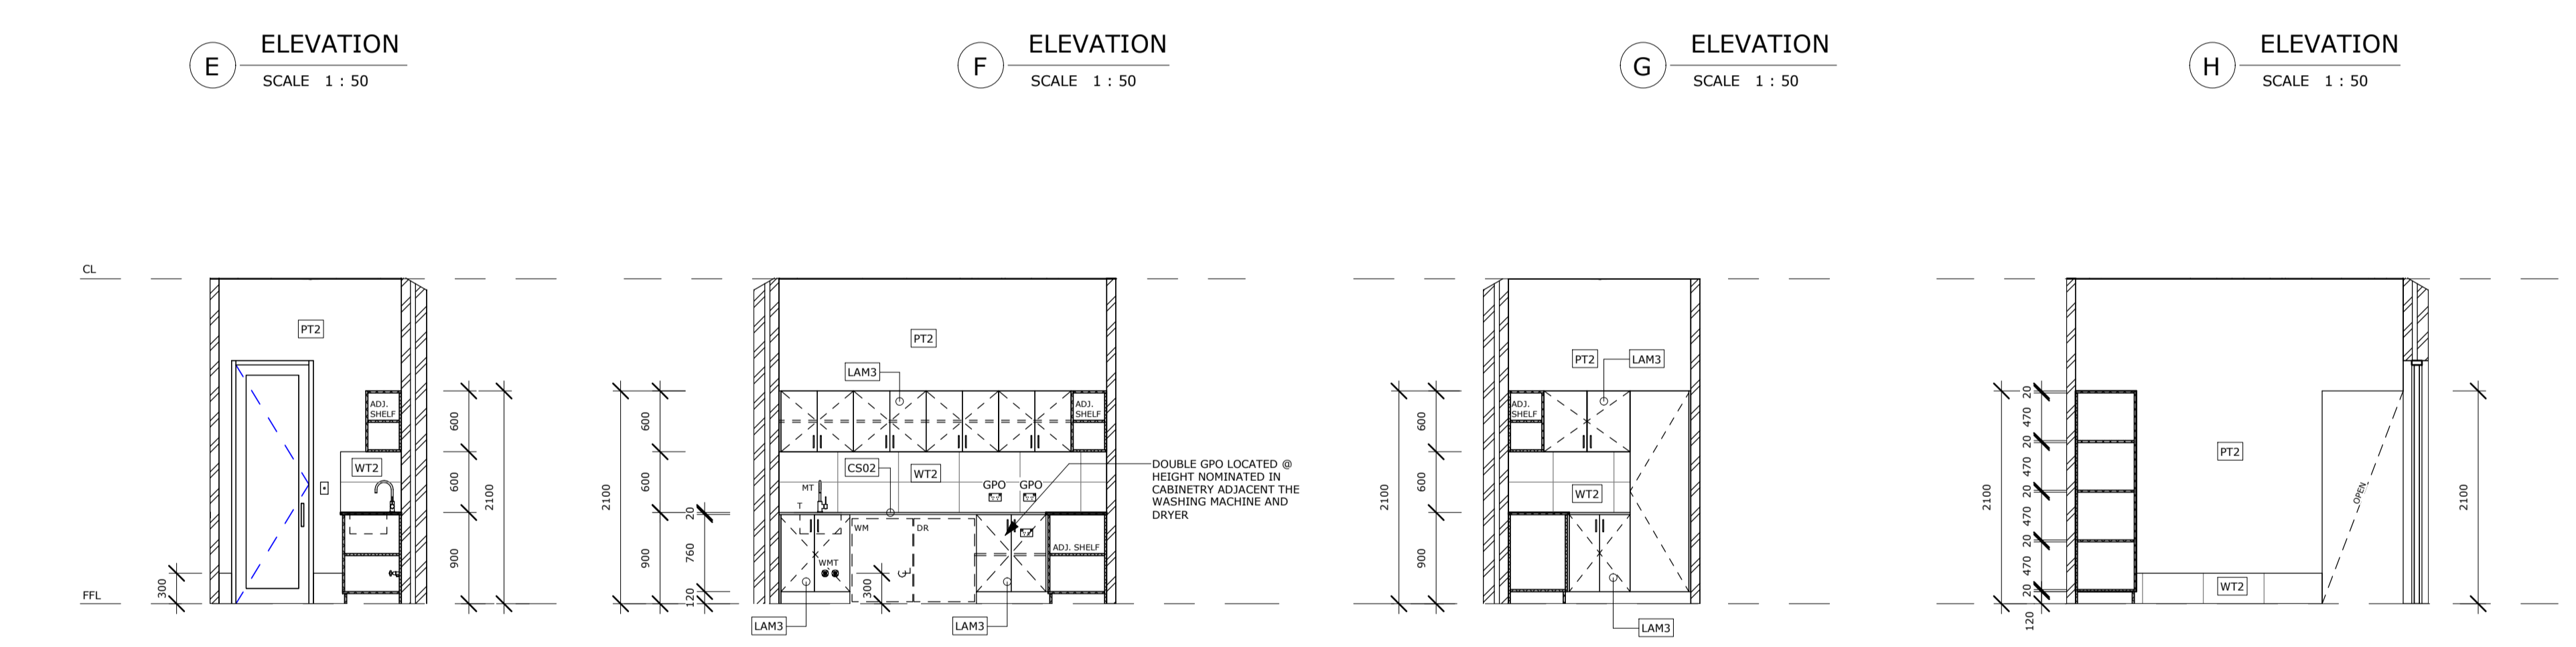 E
ELEVATION
SCALE 1 : 50
F
ELEVATION
SCALE 1 : 50
G
ELEVATION
SCALE 1 : 50
H
ELEVATION
SCALE 1 : 50
CL
FFL
PT2
ADJ.
SHELF
WT2
300
600
600
900
2100
2100
600
600
900
20
760
120
PT2
LAM3
ADJ.
SHELF
CS02
WT2
MT
T
GPO
GPO
WM
DR
ADJ. SHELF
WMT
300
LAM3
LAM3
DOUBLE GPO LOCATED @
HEIGHT NOMINATED IN
CABINETRY ADJACENT THE
WASHING MACHINE AND
DRYER
2100
600
600
900
PT2
LAM3
ADJ.
SHELF
WT2
LAM3
2100
20
470
20
470
20
470
20
470
20
120
PT2
WT2
OPEN
2100